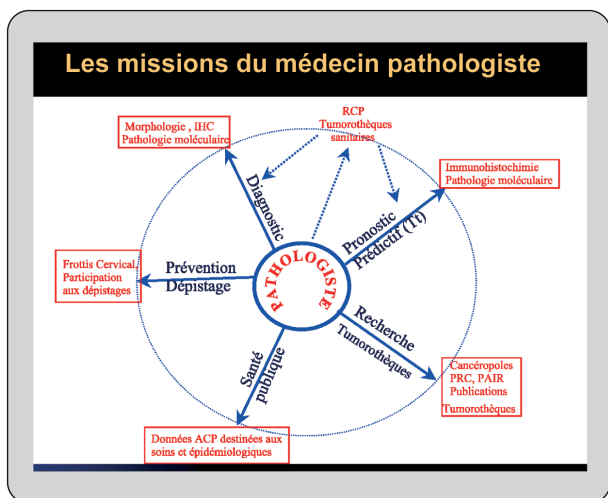 Les missions du médecin pathologiste
RCP
Tumorothèques
sanitaires
Morphologie , IHC
Pathologie moléculaire
Immunohistochimie
Pathologie moléculaire
Diagnostic
Pronostic
Prédictif (Tt)
Frottis Cervical,
Participation
aux dépistages
Prévention
Dépistage
PATHOLOGISTE
Recherche
Tumorothèques
Santé
publique
Cancéropoles
PRC, PAIR
Publications
Tumorothèques
Données ACP destinées aux
soins et épidémiologiques